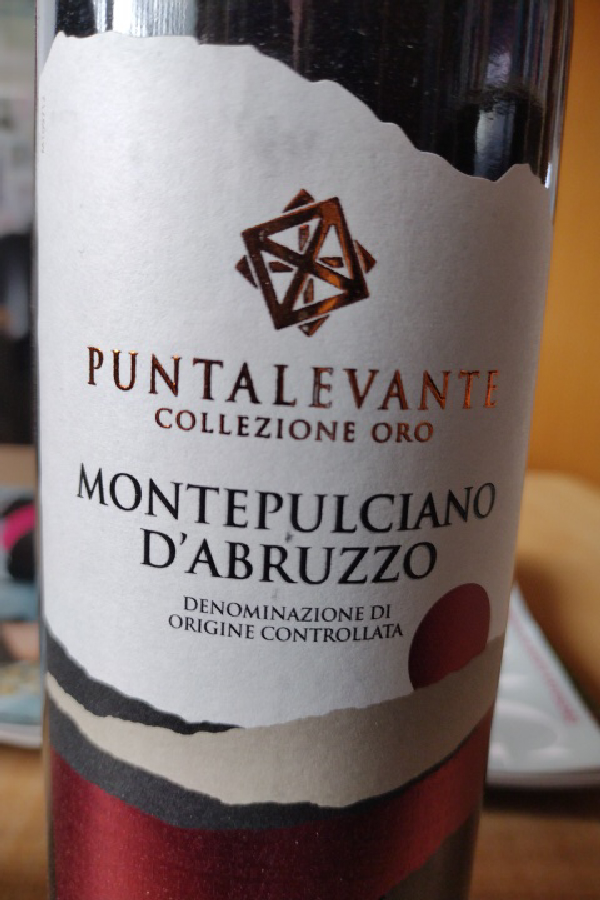 PUNTALEVANTE
COLLEZIONE ORO
MONTEPULCIANO
D'ABRUZZO
DENOMINAZIONE DI
ORIGINE CONTROLLATA